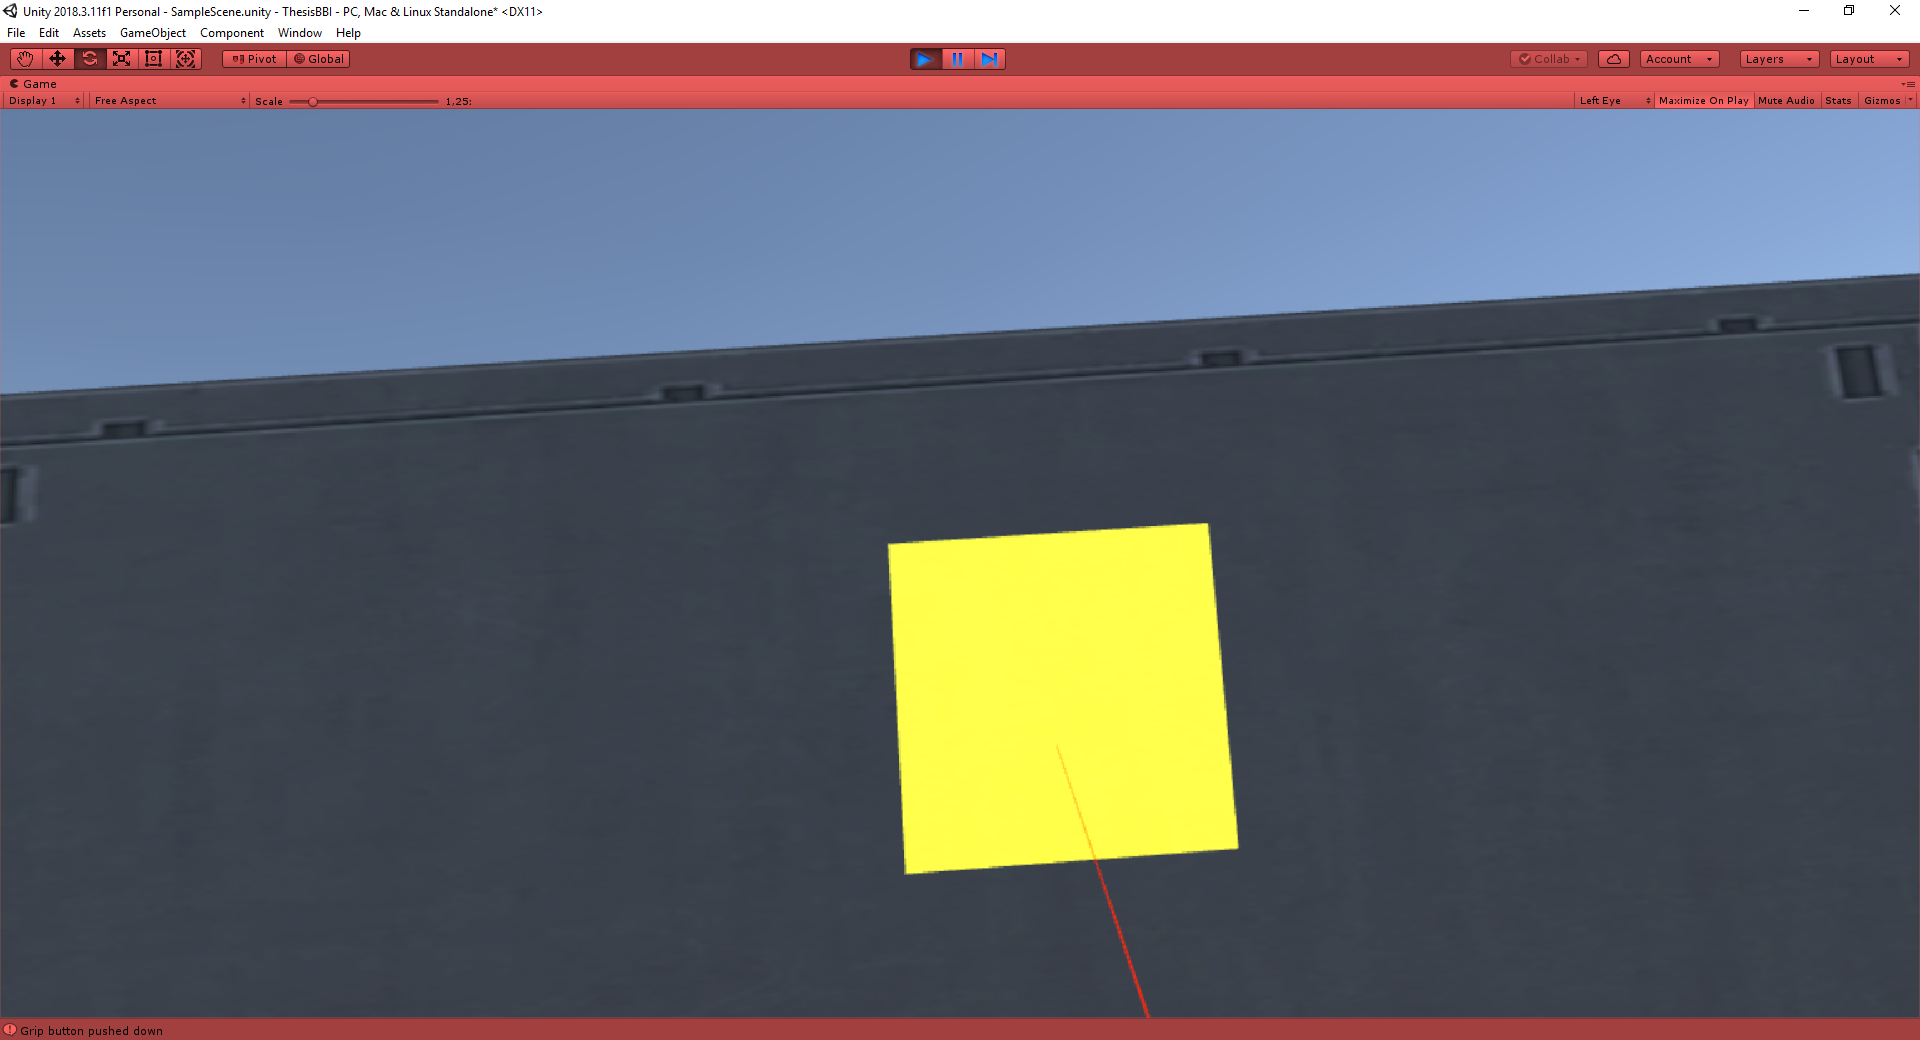 Unity 2018.3.11f1 Personal - SampleScene.unity - ThesisBBI - PC, Mac & Linux Standalone* <DX11>
File Edit Assets GameObject Component Window Help
Pivot Global Collab Account Layers Layout
Game
Display 1 Free Aspect Scale 1.25: Left Eye Maximize On Play Mute Audio Stats Gizmos
Grip button pushed down